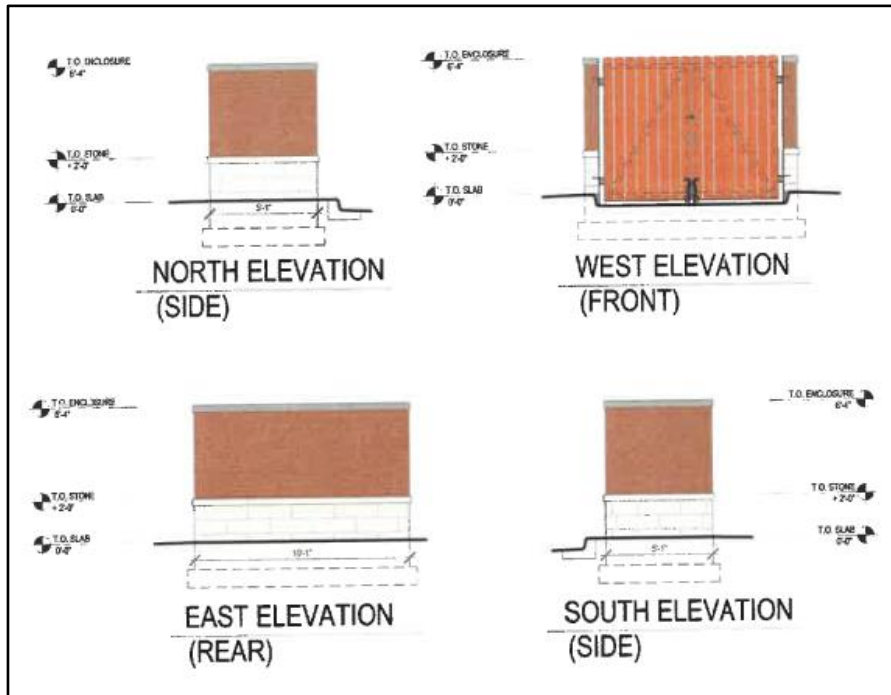 T.O. ENCLOSURE
6'-4"
T.O. STONE
+ 2'-0"
T.O. SLAB
0'-0"
5'-1"
NORTH ELEVATION
(SIDE)
T.O. ENCLOSURE
6'-4"
T.O. STONE
+ 2'-0"
T.O. SLAB
0'-0"
WEST ELEVATION
(FRONT)
T.O. ENCLOSURE
6'-4"
T.O. STONE
+ 2'-0"
T.O. SLAB
0'-0"
10'-1"
EAST ELEVATION
(REAR)
T.O. ENCLOSURE
6'-4"
T.O. STONE
+ 2'-0"
T.O. SLAB
0'-0"
5'-1"
SOUTH ELEVATION
(SIDE)